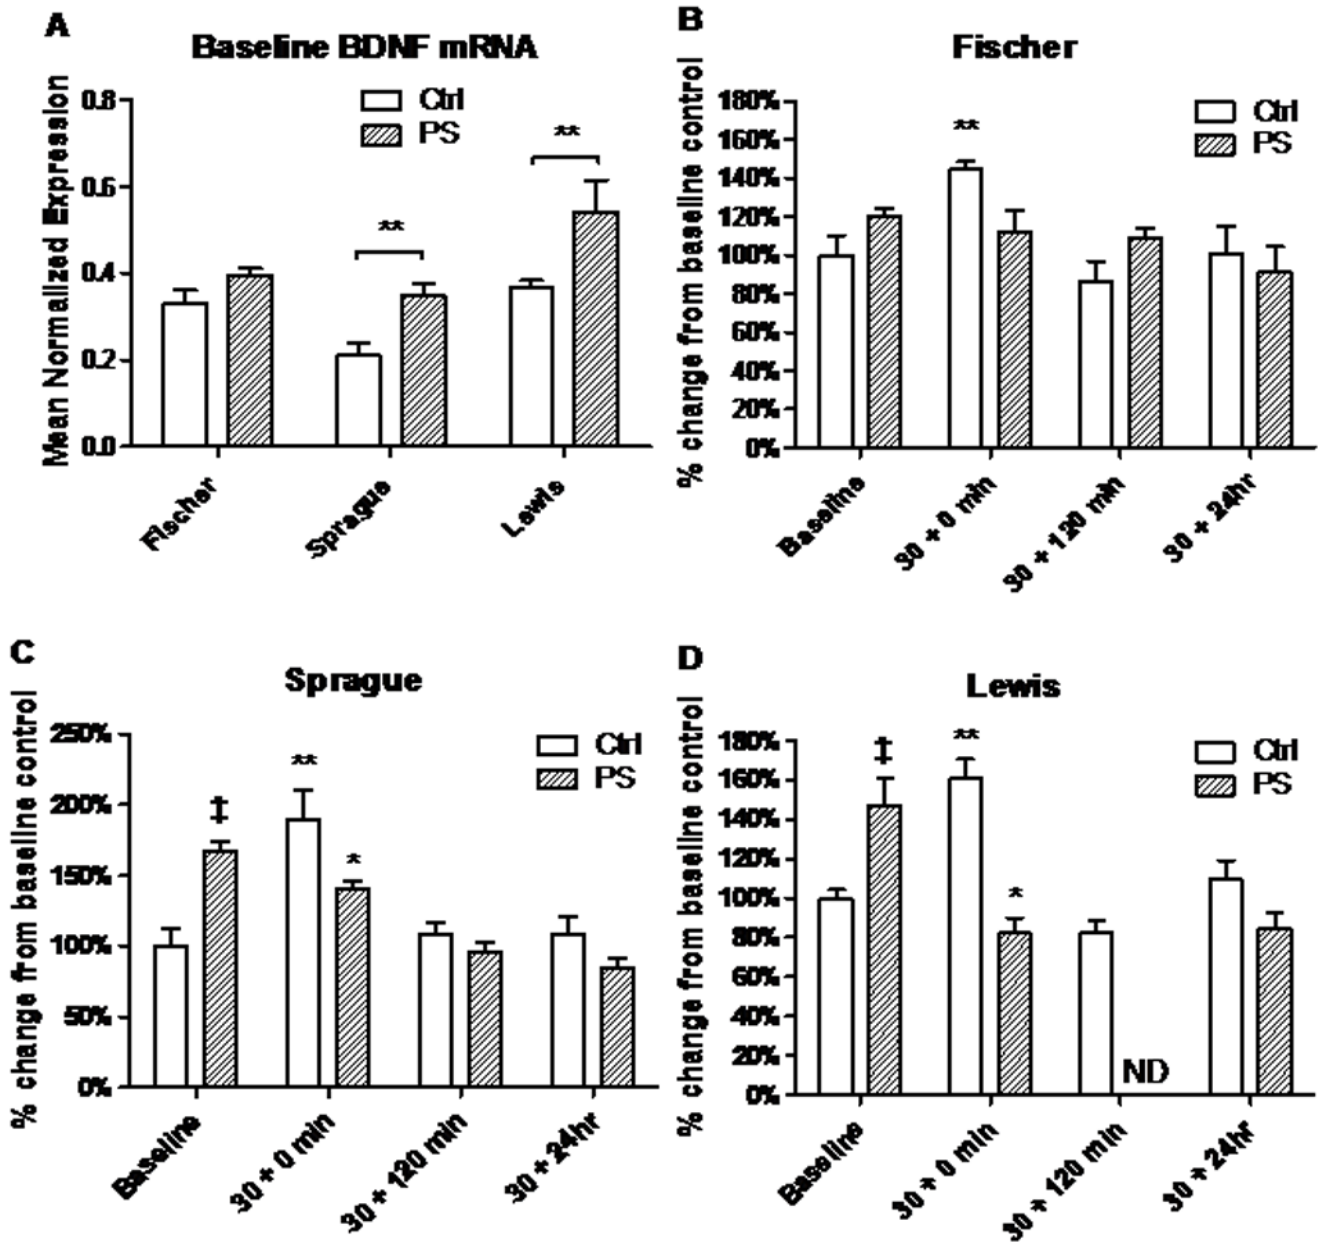 A
Baseline BDNF mRNA
Mean Normalized Expression
0.8
0.6
0.4
0.2
0.0
Ctrl
PS
**
**
Fischer
Sprague
Lewis
B
Fischer
% change from baseline control
180%
160%
140%
120%
100%
80%
60%
40%
20%
0%
Ctrl
PS
**
Baseline
30 + 0 min
30 + 120 min
30 + 24hr
C
Sprague
% change from baseline control
250%
200%
150%
100%
50%
0%
Ctrl
PS
‡
**
*
Baseline
30 + 0 min
30 + 120 min
30 + 24hr
D
Lewis
% change from baseline control
180%
160%
140%
120%
100%
80%
60%
40%
20%
0%
Ctrl
PS
‡
**
*
ND
Baseline
30 + 0 min
30 + 120 min
30 + 24hr